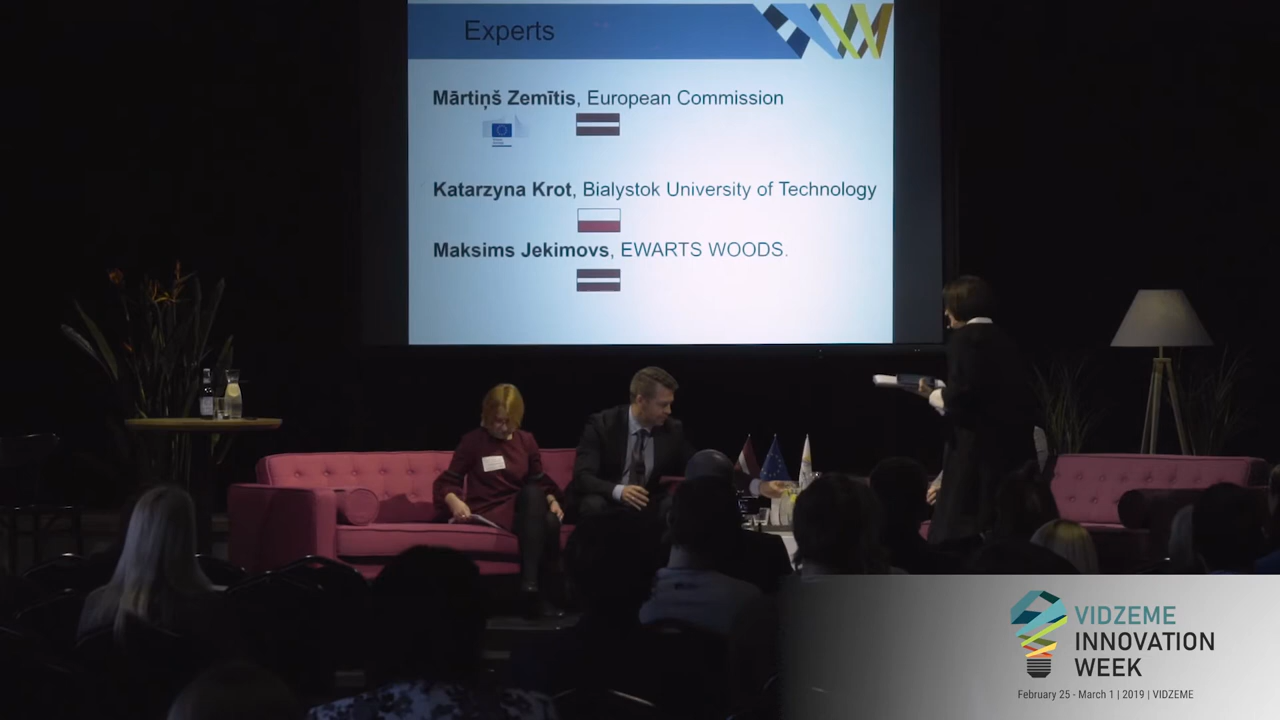 Experts
Mārtiņš Zemītis, European Commission
Katarzyna Krot, Bialystok University of Technology
Maksims Jekimovs, EWARTS WOODS.
VIDZEME
INNOVATION
WEEK
February 25 - March 1 | 2019 | VIDZEME